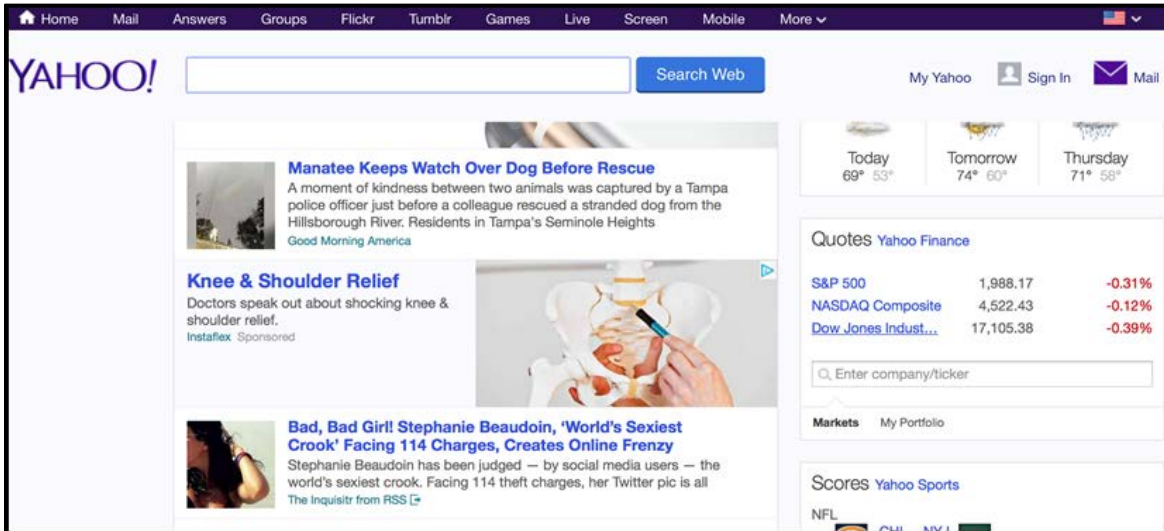 Home Mail Answers Groups Flickr Tumblr Games Live Screen Mobile More
YAHOO!
Search Web
My Yahoo Sign In Mail
Manatee Keeps Watch Over Dog Before Rescue
A moment of kindness between two animals was captured by a Tampa
police officer just before a colleague rescued a stranded dog from the
Hillsborough River. Residents in Tampa's Seminole Heights
Good Morning America
Knee & Shoulder Relief
Doctors speak out about shocking knee &
shoulder relief.
Instaflex Sponsored
Bad, Bad Girl! Stephanie Beaudoin, ‘World's Sexiest
Crook’ Facing 114 Charges, Creates Online Frenzy
Stephanie Beaudoin has been judged — by social media users — the
world's sexiest crook. Facing 114 theft charges, her Twitter pic is all
The Inquisitr from RSS
Today Tomorrow Thursday
69° 53° 74° 60° 71° 58°
Quotes Yahoo Finance
S&P 500 1,988.17 -0.31%
NASDAQ Composite 4,522.43 -0.12%
Dow Jones Indust... 17,105.38 -0.39%
Enter company/ticker
Markets My Portfolio
Scores Yahoo Sports
NFL
CHI NYJ